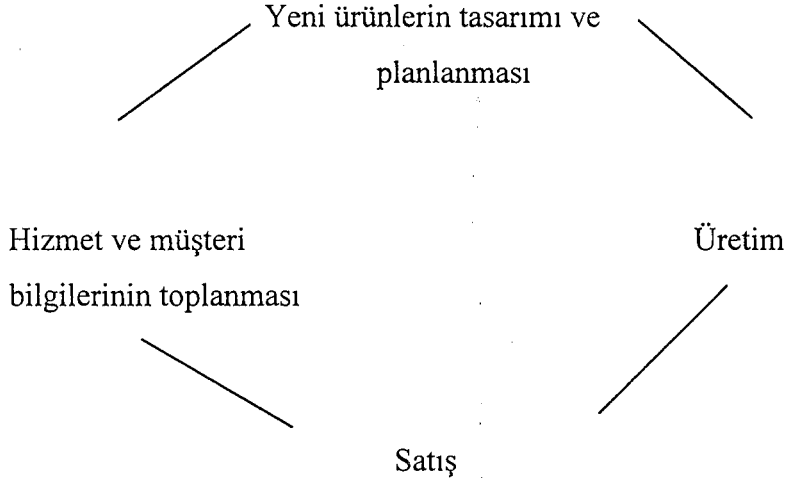 Yeni ürünlerin tasarımı ve
planlanması
Hizmet ve müşteri
bilgilerinin toplanması
Üretim
Satış